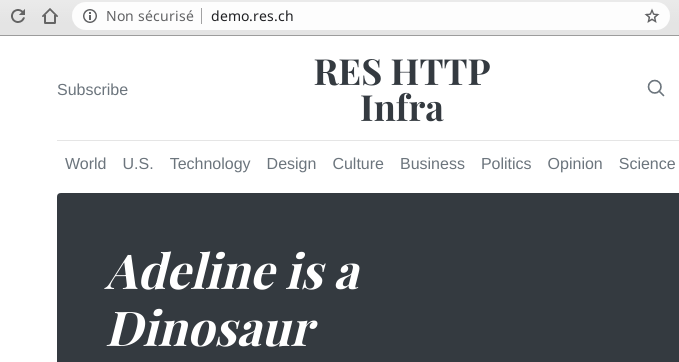 Non sécurisé | demo.res.ch
Subscribe
RES HTTP
Infra
World U.S. Technology Design Culture Business Politics Opinion Science
Adeline is a
Dinosaur